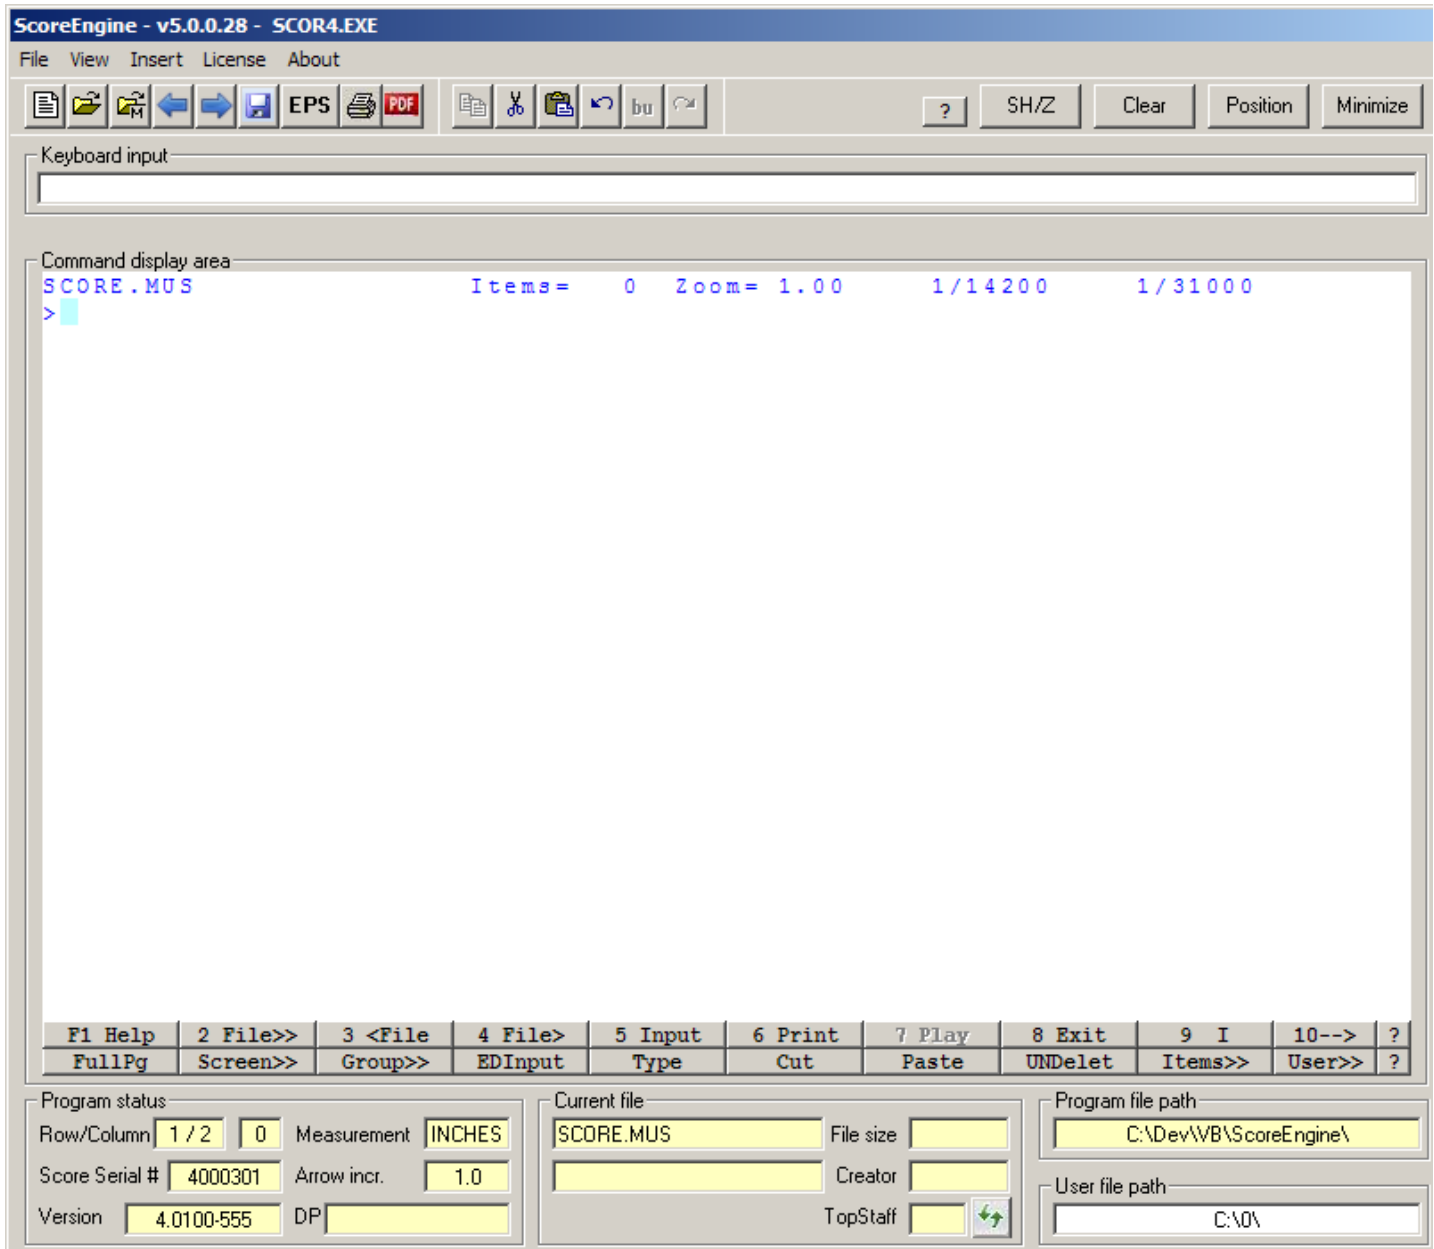 ScoreEngine - v5.0.0.28 - SCOR4.EXE
File View Insert License About
M EPS PDF bu ? SH/Z Clear Position Minimize
Keyboard input
Command display area
SCORE.MUS Items= 0 Zoom= 1.00 1/14200 1/31000
>
F1 Help 2 File>> 3 <File 4 File> 5 Input 6 Print 7 Play 8 Exit 9 I 10--> ?
FullPg Screen>> Group>> EDInput Type Cut Paste UNDelet Items>> User>> ?
Program status Current file Program file path
Row/Column 1 / 2 0 Measurement INCHES SCORE.MUS File size C:\Dev\VB\ScoreEngine\
Score Serial # 4000301 Arrow incr. 1.0 Creator User file path
Version 4.0100-555 DP TopStaff C:\0\